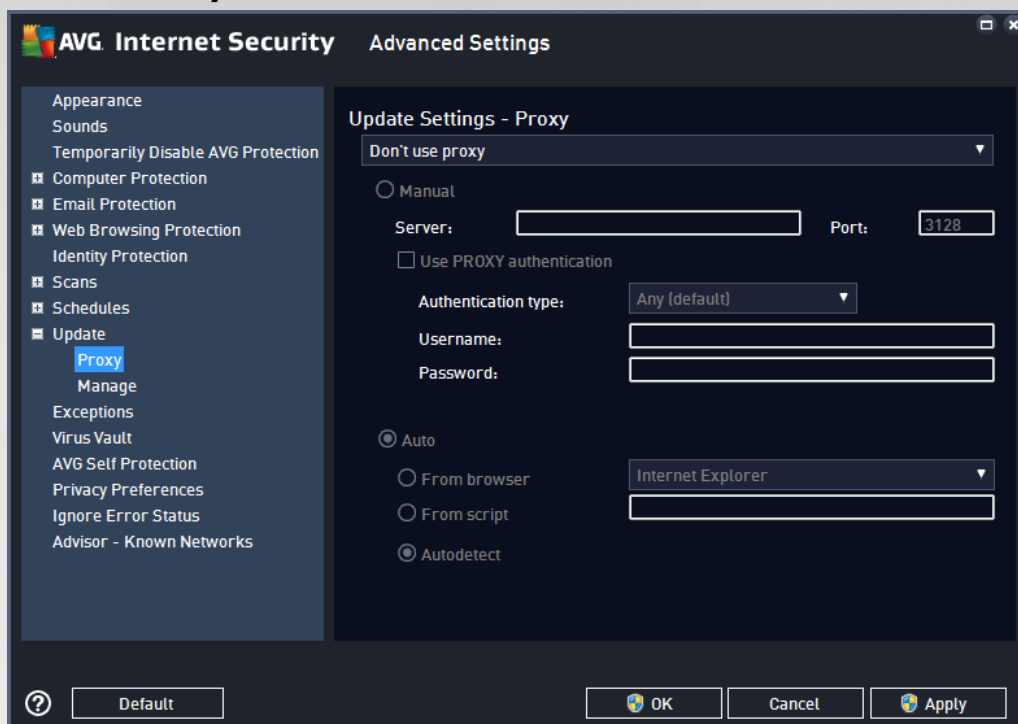 AVG. Internet Security Advanced Settings
Appearance
Sounds
Temporarily Disable AVG Protection
Computer Protection
Email Protection
Web Browsing Protection
Identity Protection
Scans
Schedules
Update
Proxy
Manage
Exceptions
Virus Vault
AVG Self Protection
Privacy Preferences
Ignore Error Status
Advisor - Known Networks
Update Settings - Proxy
Don't use proxy
Manual
Server: Port: 3128
Use PROXY authentication
Authentication type: Any (default)
Username:
Password:
Auto
From browser Internet Explorer
From script
Autodetect
? Default OK Cancel Apply